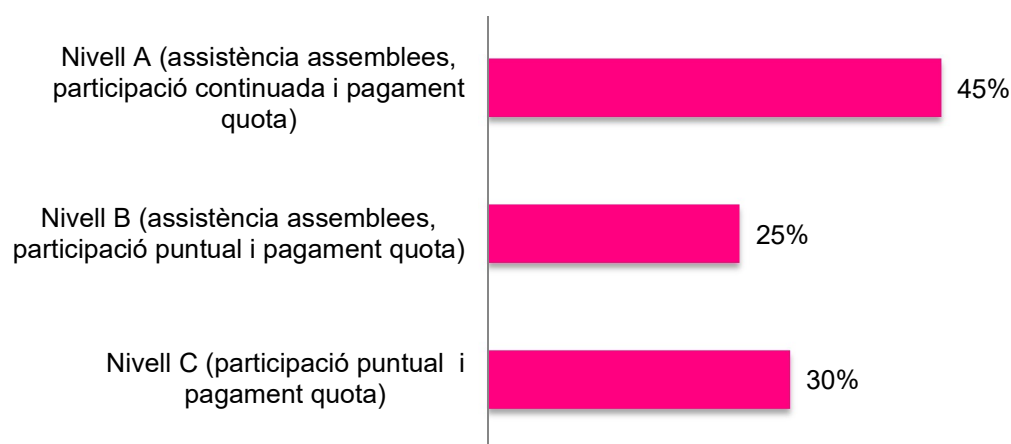 Nivell A (assistència assemblees,
participació continuada i pagament
quota)
45%
Nivell B (assistència assemblees,
participació puntual i pagament quota)
25%
Nivell C (participació puntual  i
pagament quota)
30%